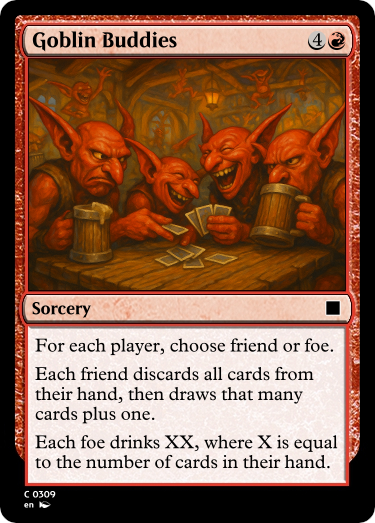 Goblin Buddies 4
Sorcery
For each player, choose friend or foe.
Each friend discards all cards from
their hand, then draws that many
cards plus one.
Each foe drinks XX, where X is equal
to the number of cards in their hand.
C 0309
en